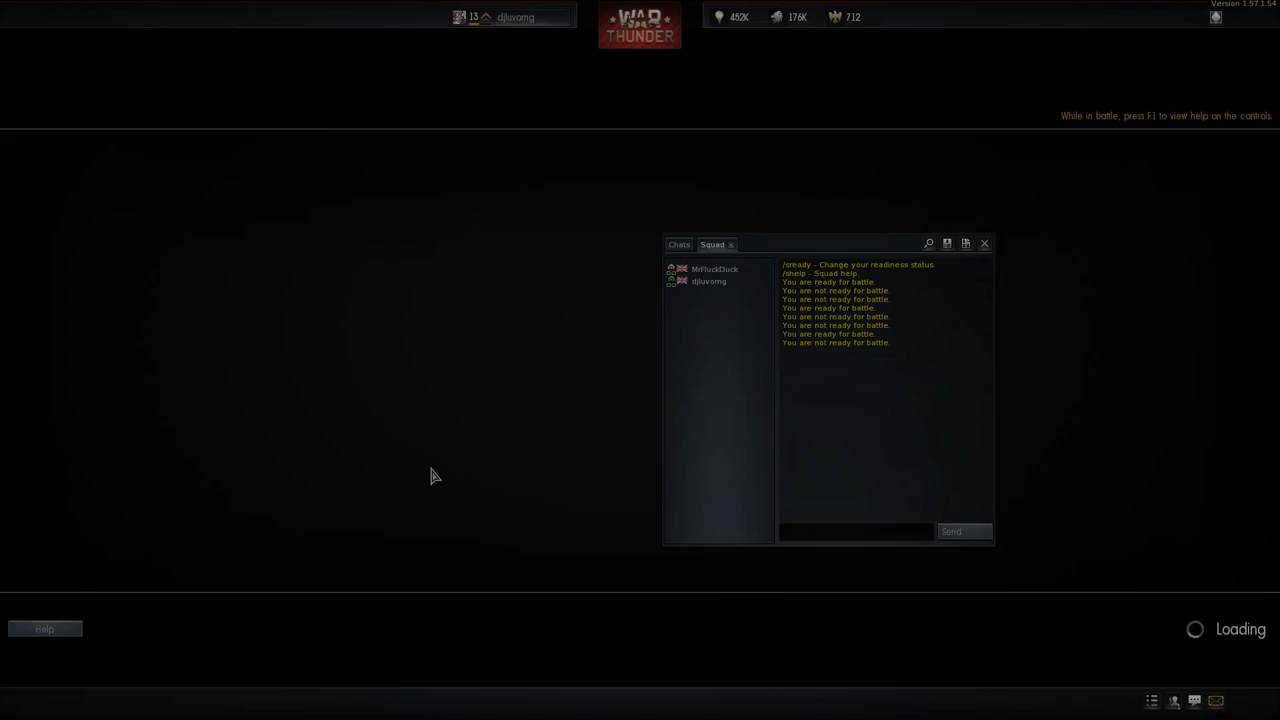 Version 1.57.1.54
13 djluvomg
WAR
THUNDER
452K 176K 712
While in battle, press F1 to view help on the controls.
Chats Squad
MrFluckDuck
djluvomg
/sready - Change your readiness status.
/shelp - Squad help.
You are ready for battle.
You are not ready for battle.
You are not ready for battle.
You are ready for battle.
You are not ready for battle.
You are not ready for battle.
You are ready for battle.
You are not ready for battle.
Send
Help
Loading